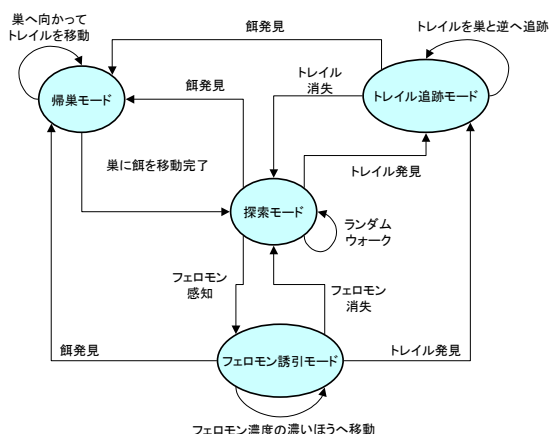 巣へ向かって
トレイルを移動
餌発見
トレイルを巣と逆へ追跡
帰巣モード
餌発見
トレイル
消失
トレイル追跡モード
巣に餌を移動完了
トレイル発見
探索モード
ランダム
ウォーク
フェロモン
感知
フェロモン
消失
餌発見
フェロモン誘引モード
トレイル発見
フェロモン濃度の濃いほうへ移動